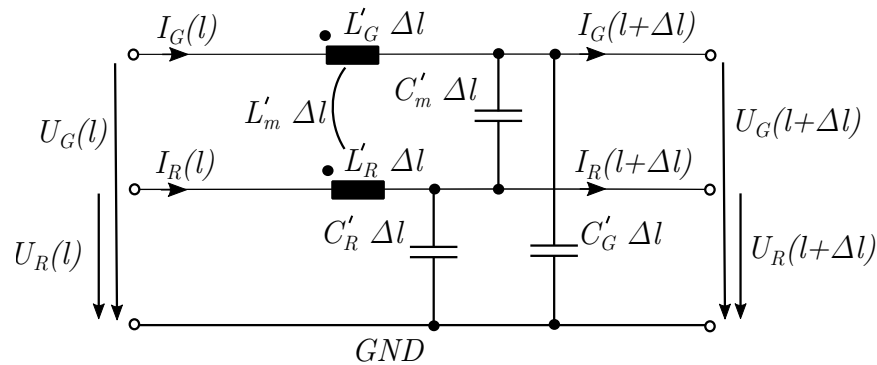 I_G(l)
L'_G Δl
I_G(l+Δl)
U_G(l)
L'_m Δl
C'_m Δl
U_G(l+Δl)
I_R(l)
L'_R Δl
I_R(l+Δl)
U_R(l)
C'_R Δl
C'_G Δl
U_R(l+Δl)
GND